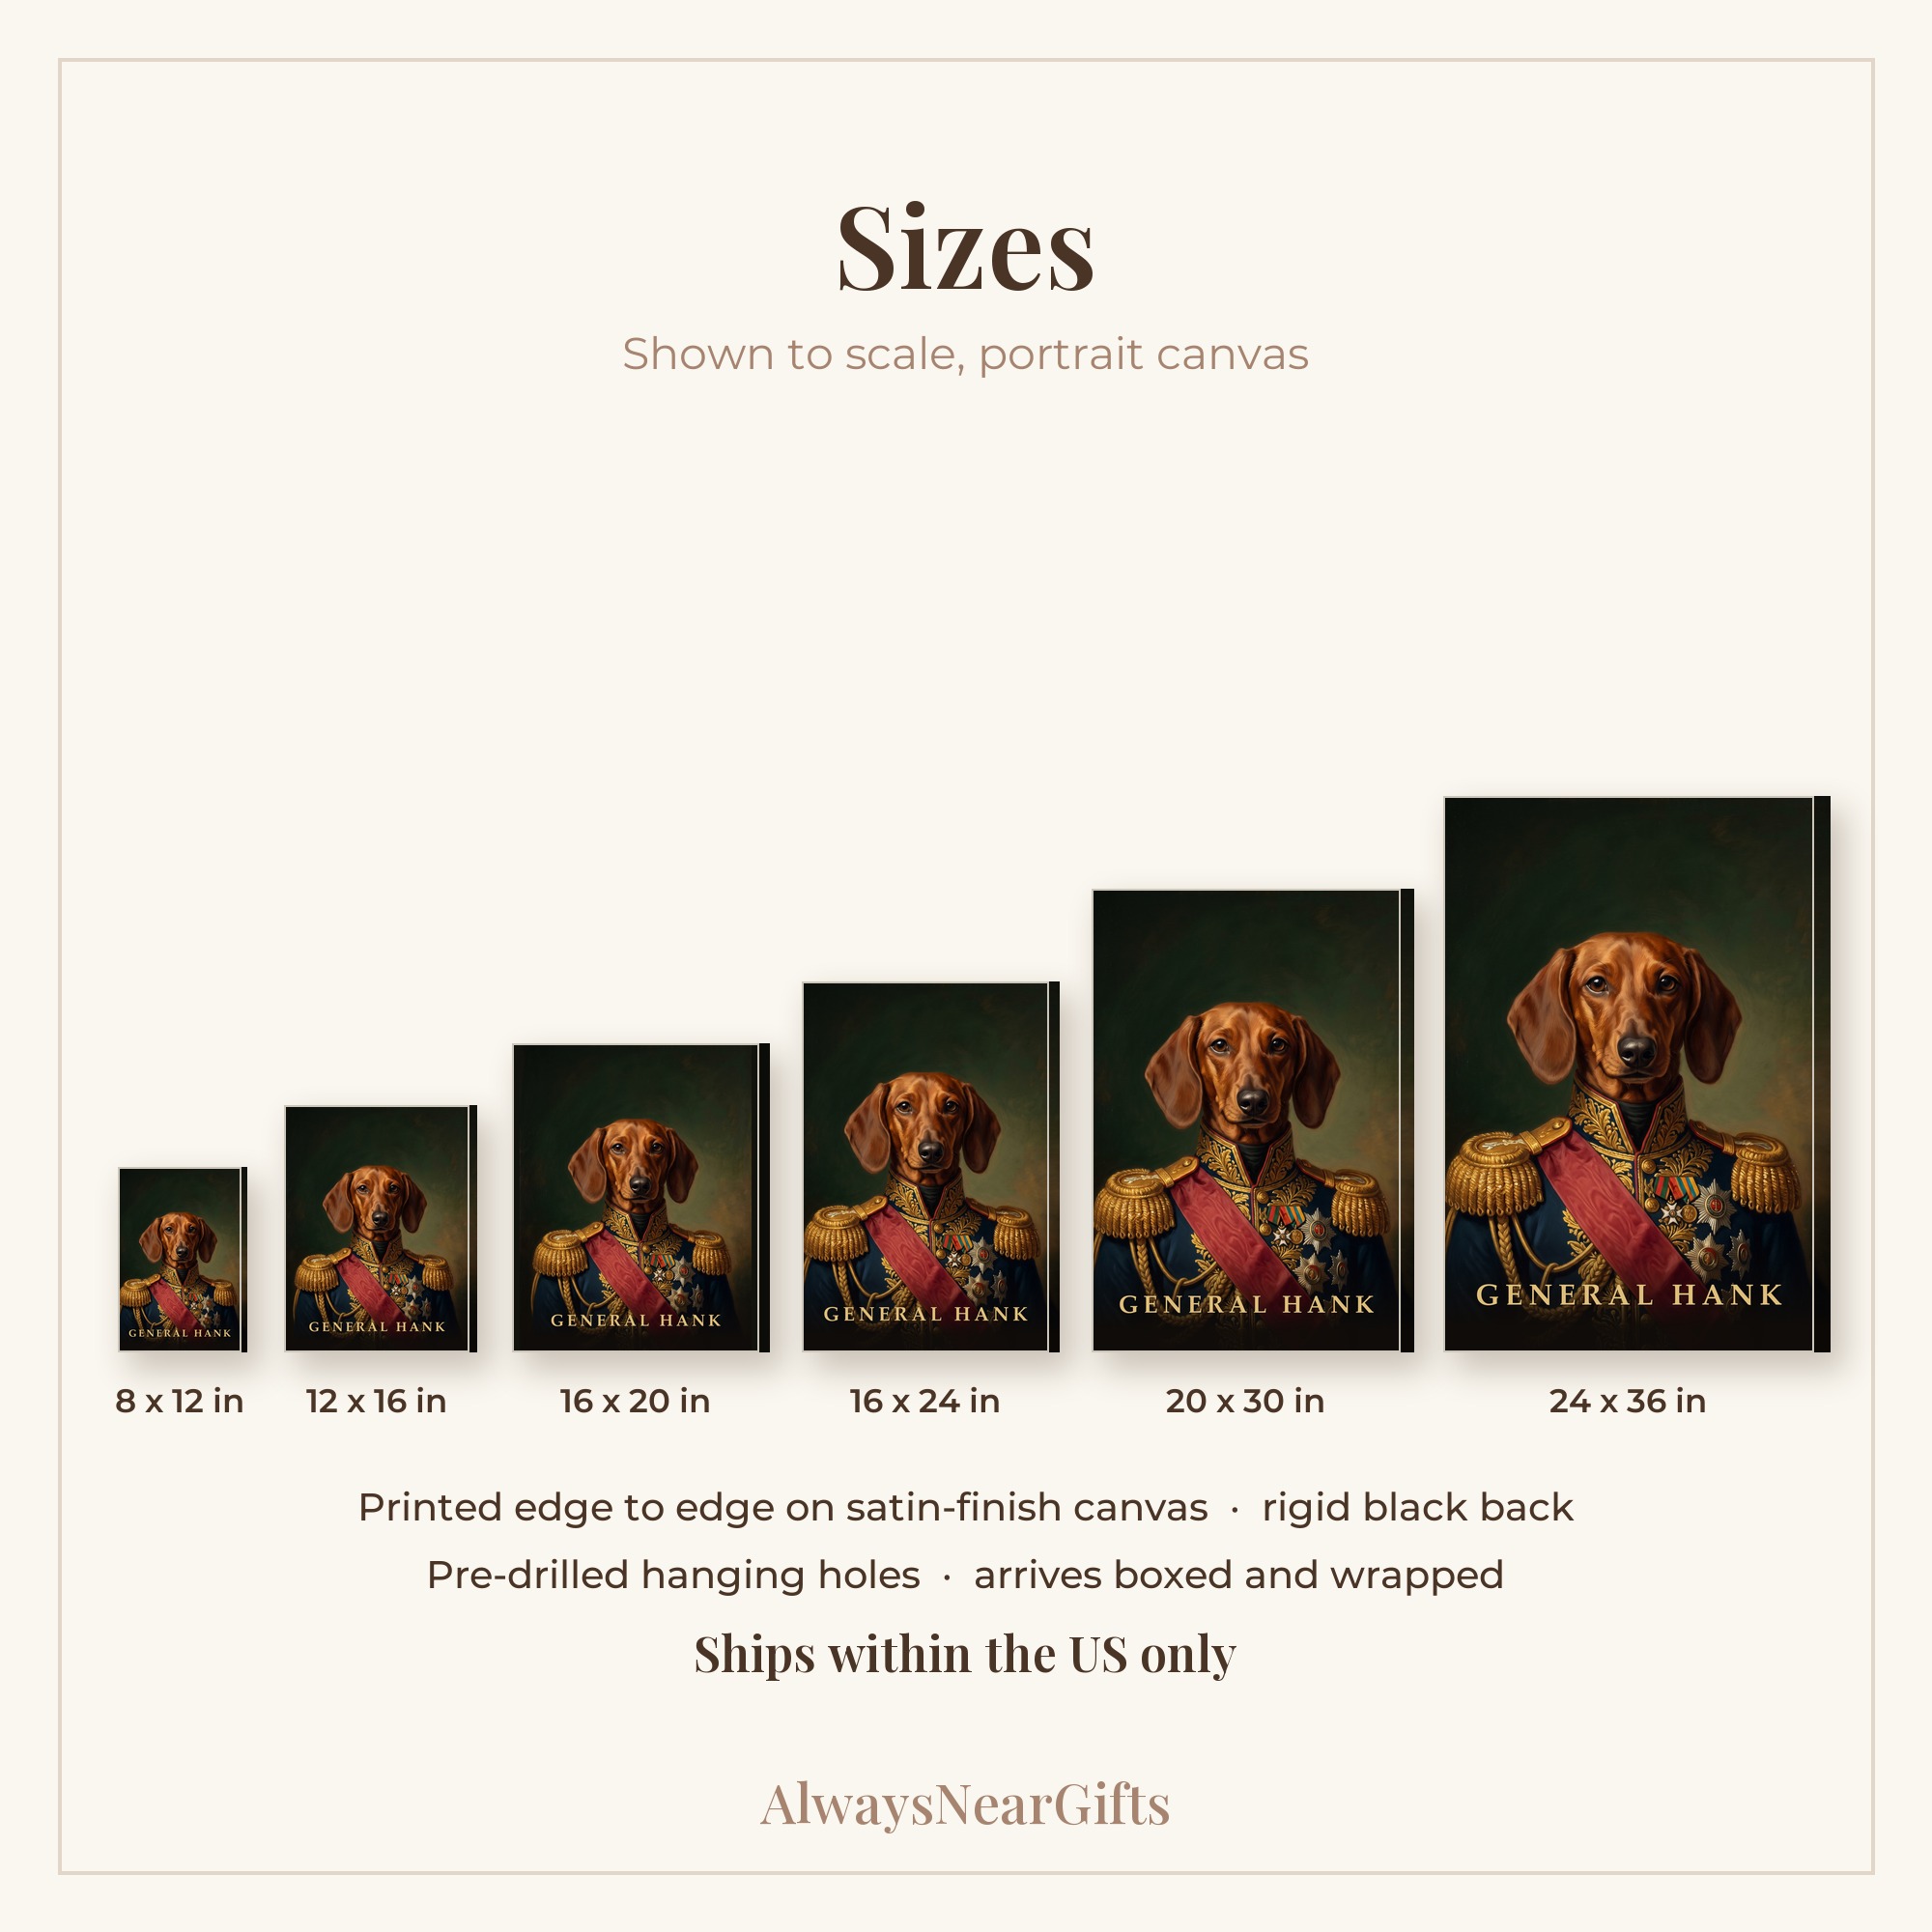 Sizes
Shown to scale, portrait canvas
GENERAL HANK
GENERAL HANK
GENERAL HANK
GENERAL HANK
GENERAL HANK
GENERAL HANK
8 x 12 in
12 x 16 in
16 x 20 in
16 x 24 in
20 x 30 in
24 x 36 in
Printed edge to edge on satin-finish canvas · rigid black back
Pre-drilled hanging holes · arrives boxed and wrapped
Ships within the US only
AlwaysNearGifts